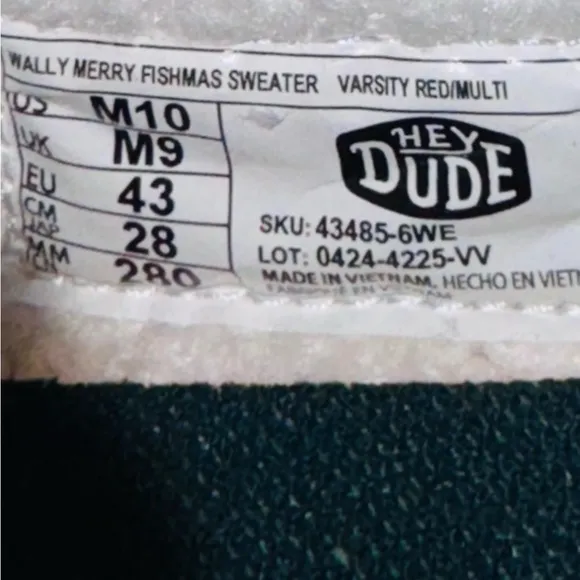 WALLY MERRY FISHMAS SWEATER VARSITY RED/MULTI
US M10
UK M9
EU 43
CM 28
MM 280
HEY
DUDE
SKU: 43485-6WE
LOT: 0424-4225-VV
MADE IN VIETNAM, HECHO EN VIET